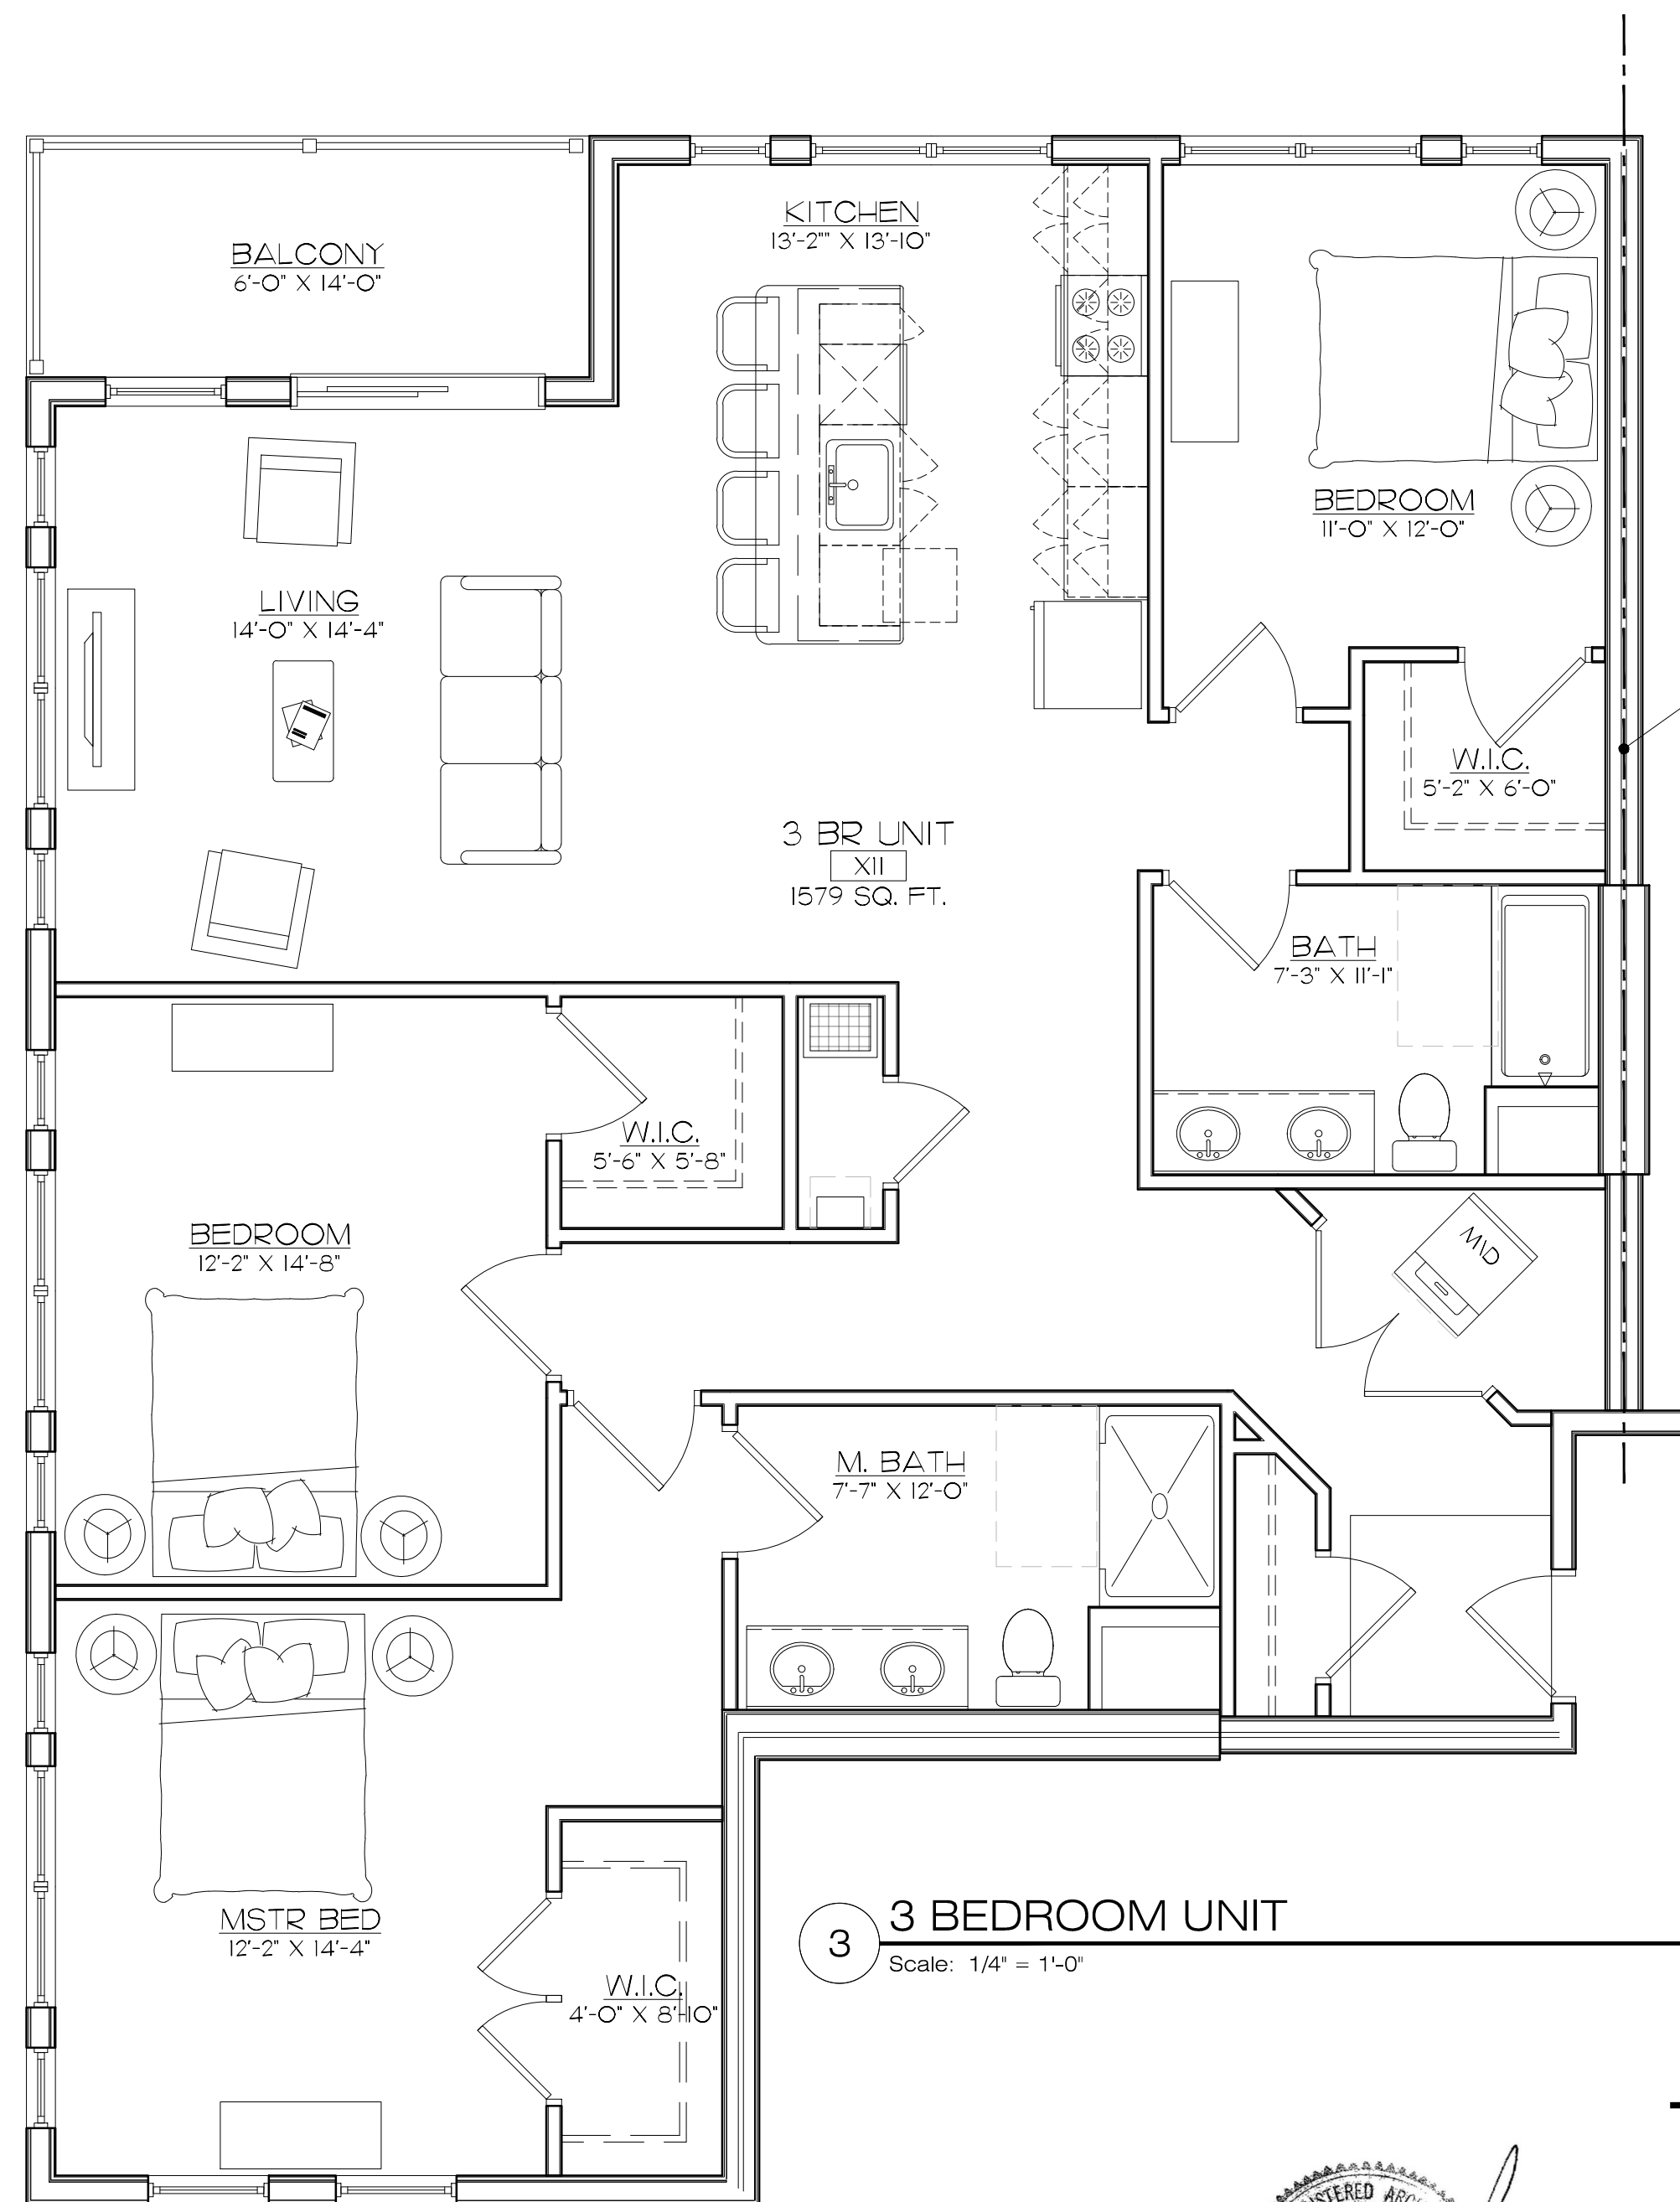 BALCONY
6'-0" X 14'-0"
KITCHEN
13'-2"" X 13'-10"
BEDROOM
11'-0" X 12'-0"
LIVING
14'-0" X 14'-4"
W.I.C.
5'-2" X 6'-0"
3 BR UNIT
XII
1579 SQ. FT.
BATH
7'-3" X 11'-1"
W.I.C.
5'-6" X 5'-8"
BEDROOM
12'-2" X 14'-8"
W\D
M. BATH
7'-7" X 12'-0"
MSTR BED
12'-2" X 14'-4"
W.I.C.
4'-0" X 8'-10"
3
3 BEDROOM UNIT
Scale: 1/4" = 1'-0"